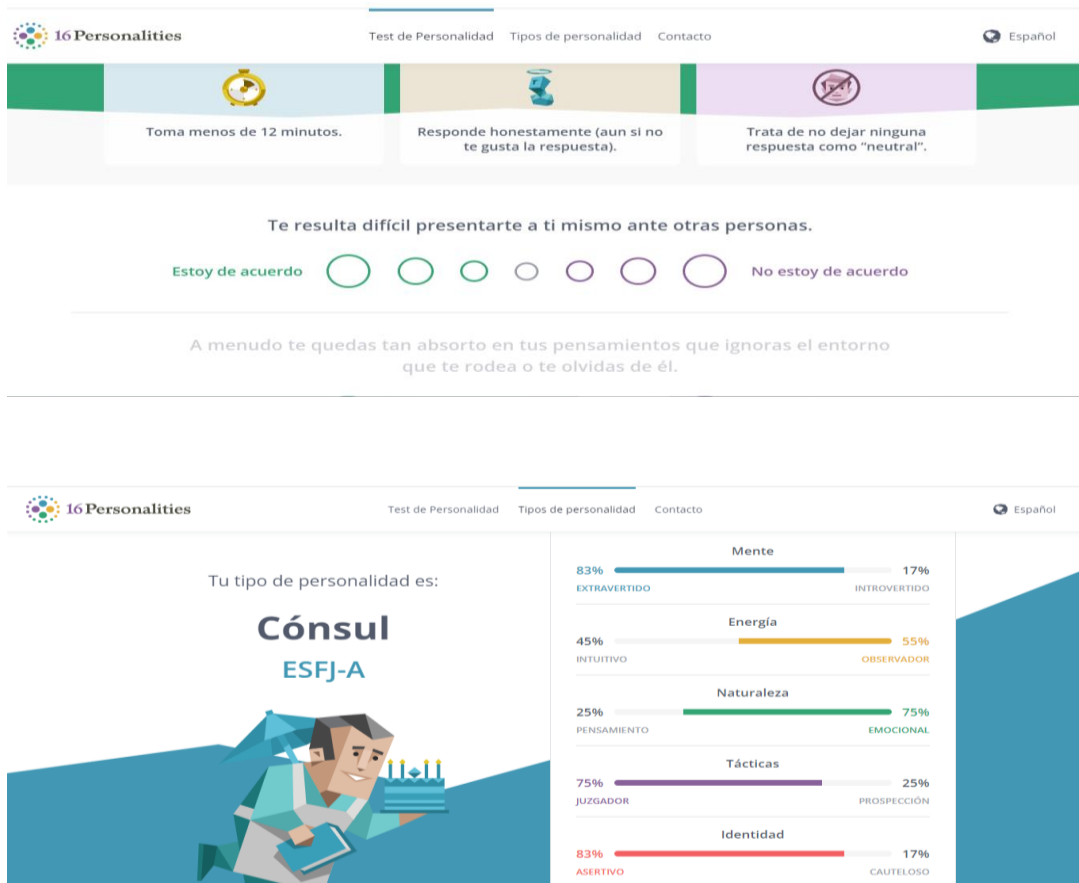 16 Personalities Test de Personalidad Tipos de personalidad Contacto Español
Toma menos de 12 minutos.
Responde honestamente (aun si no
te gusta la respuesta).
Trata de no dejar ninguna
respuesta como “neutral”.
Te resulta difícil presentarte a ti mismo ante otras personas.
Estoy de acuerdo No estoy de acuerdo
A menudo te quedas tan absorto en tus pensamientos que ignoras el entorno
que te rodea o te olvidas de él.
16 Personalities Test de Personalidad Tipos de personalidad Contacto Español
Tu tipo de personalidad es:
Cónsul
ESFJ-A
Mente
83% 17%
EXTRAVERTIDO INTROVERTIDO
Energía
45% 55%
INTUITIVO OBSERVADOR
Naturaleza
25% 75%
PENSAMIENTO EMOCIONAL
Tácticas
75% 25%
JUZGADOR PROSPECCIÓN
Identidad
83% 17%
ASERTIVO CAUTELOSO